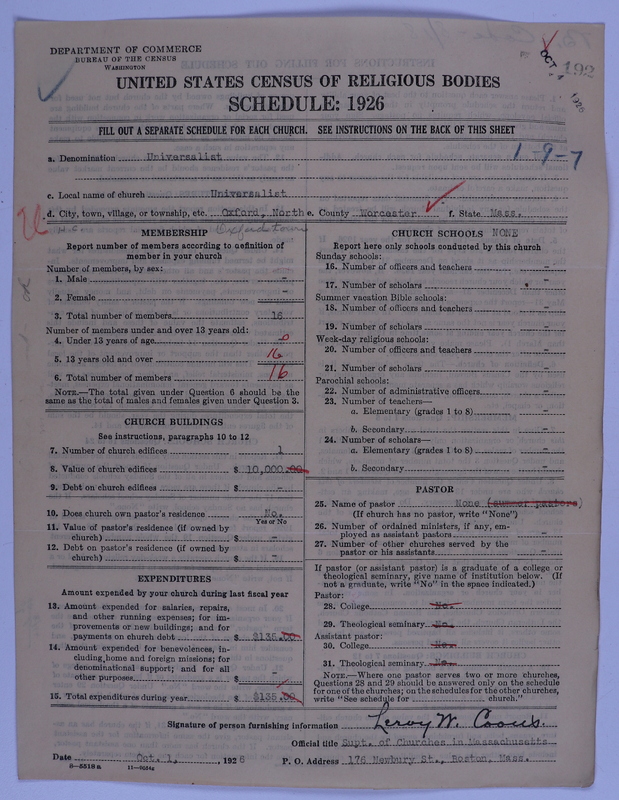 DEPARTMENT OF COMMERCE
BUREAU OF THE CENSUS
WASHINGTON
OCT 192
1926
UNITED STATES CENSUS OF RELIGIOUS BODIES
SCHEDULE: 1926
FILL OUT A SEPARATE SCHEDULE FOR EACH CHURCH. SEE INSTRUCTIONS ON THE BACK OF THIS SHEET
a. Denomination Universalist 1-9-7
c. Local name of church Universalist
d. City, town, village, or township, etc. Oxford, North e. County Worcester f. State Mass.
N.C. Oxford town
MEMBERSHIP
Report number of members according to definition of
member in your church
Number of members, by sex:
1. Male -
2. Female -
3. Total number of members 16
Number of members under and over 13 years old:
4. Under 13 years of age 0
5. 13 years old and over 16
6. Total number of members 16
NOTE.—The total given under Question 6 should be the
same as the total of males and females given under Question 3.
CHURCH BUILDINGS
See instructions, paragraphs 10 to 12
7. Number of church edifices 1
8. Value of church edifices $ 10,000.00
9. Debt on church edifices $ -
10. Does church own pastor's residence No.
Yes or No
11. Value of pastor's residence (if owned by
church) $ -
12. Debt on pastor's residence (if owned by
church) $ -
EXPENDITURES
Amount expended by your church during last fiscal year
13. Amount expended for salaries, repairs,
and other running expenses; for im-
provements or new buildings; and for
payments on church debt $ $135.00
14. Amount expended for benevolences, in-
cluding home and foreign missions; for
denominational support; and for all
other purposes $ -
15. Total expenditures during year $ $135.00
CHURCH SCHOOLS NONE
Report here only schools conducted by this church
Sunday schools:
16. Number of officers and teachers -
17. Number of scholars -
Summer vacation Bible schools:
18. Number of officers and teachers -
19. Number of scholars -
Week-day religious schools:
20. Number of officers and teachers -
21. Number of scholars -
Parochial schools:
22. Number of administrative officers -
23. Number of teachers—
a. Elementary (grades 1 to 8) -
b. Secondary -
24. Number of scholars—
a. Elementary (grades 1 to 8) -
b. Secondary -
PASTOR
25. Name of pastor None
(If church has no pastor, write "None")
26. Number of ordained ministers, if any, em-
ployed as assistant pastors -
27. Number of other churches served by the
pastor or his assistants -
If pastor (or assistant pastor) is a graduate of a college or
theological seminary, give name of institution below. (If
not a graduate, write "No" in the space indicated.)
Pastor:
28. College No.
29. Theological seminary No.
Assistant pastor:
30. College No.
31. Theological seminary No.
NOTE.—Where one pastor serves two or more churches,
Questions 28 and 29 should be answered only on the schedule
for one of the churches; on the schedules for the other churches,
write "See schedule for church."
Signature of person furnishing information Leroy W. Coons
Official title Supt. of Churches in Massachusetts
Date Oct. 1, 1926 P. O. Address 176 Newbury St., Boston, Mass.
8-5518a 11-9554